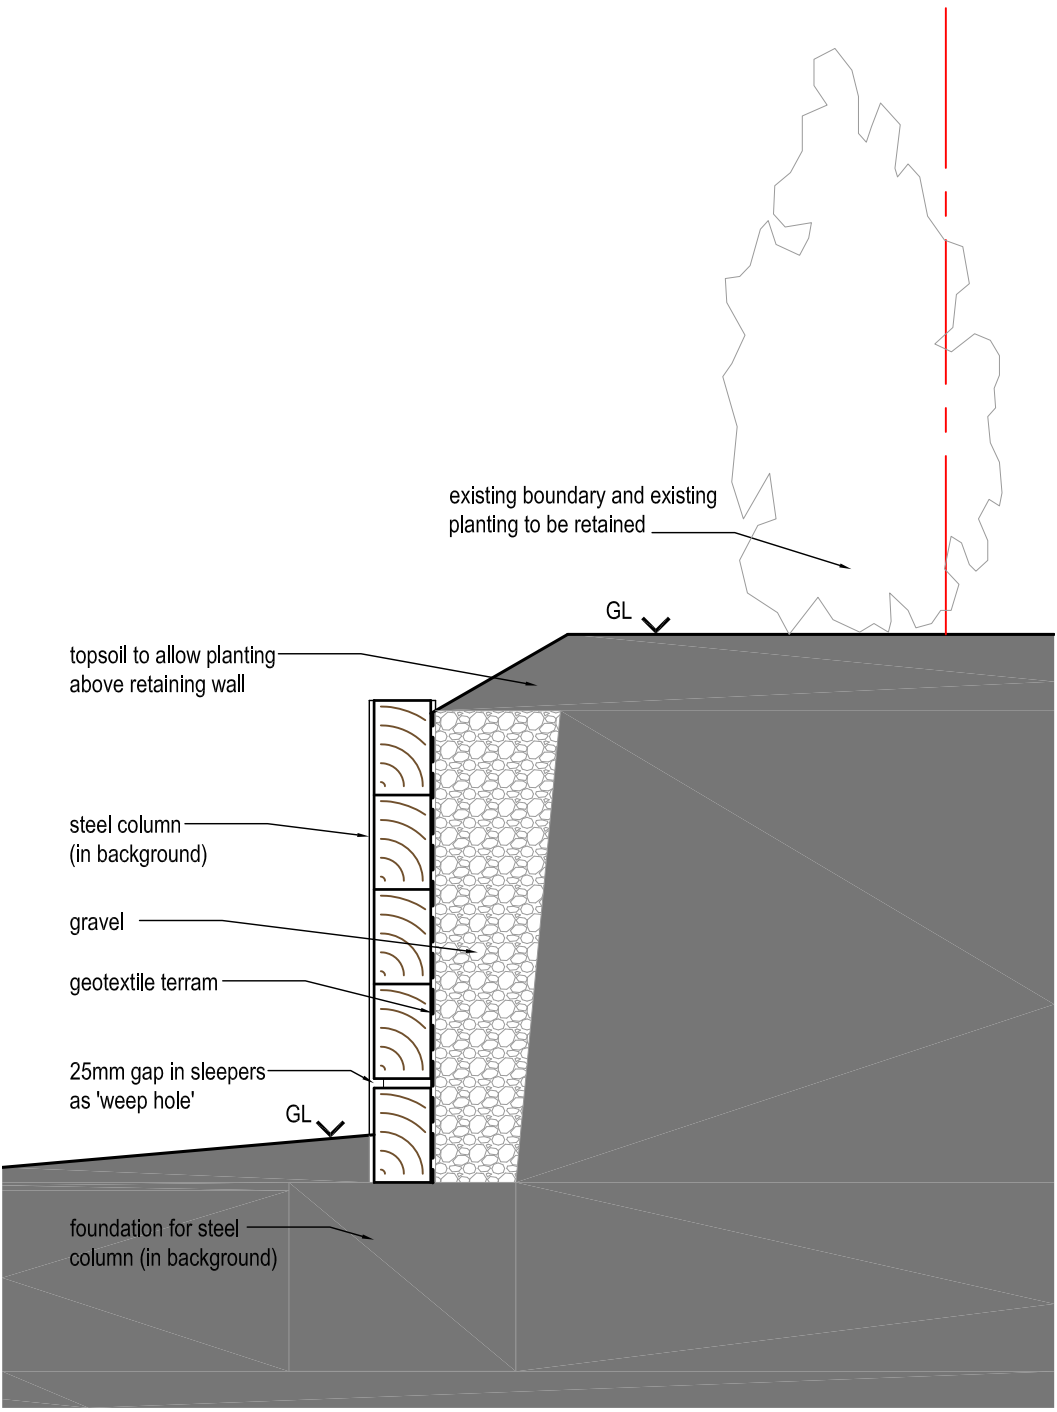 existing boundary and existing
planting to be retained
GL
topsoil to allow planting
above retaining wall
steel column
(in background)
gravel
geotextile terram
25mm gap in sleepers
as 'weep hole'
GL
foundation for steel
column (in background)